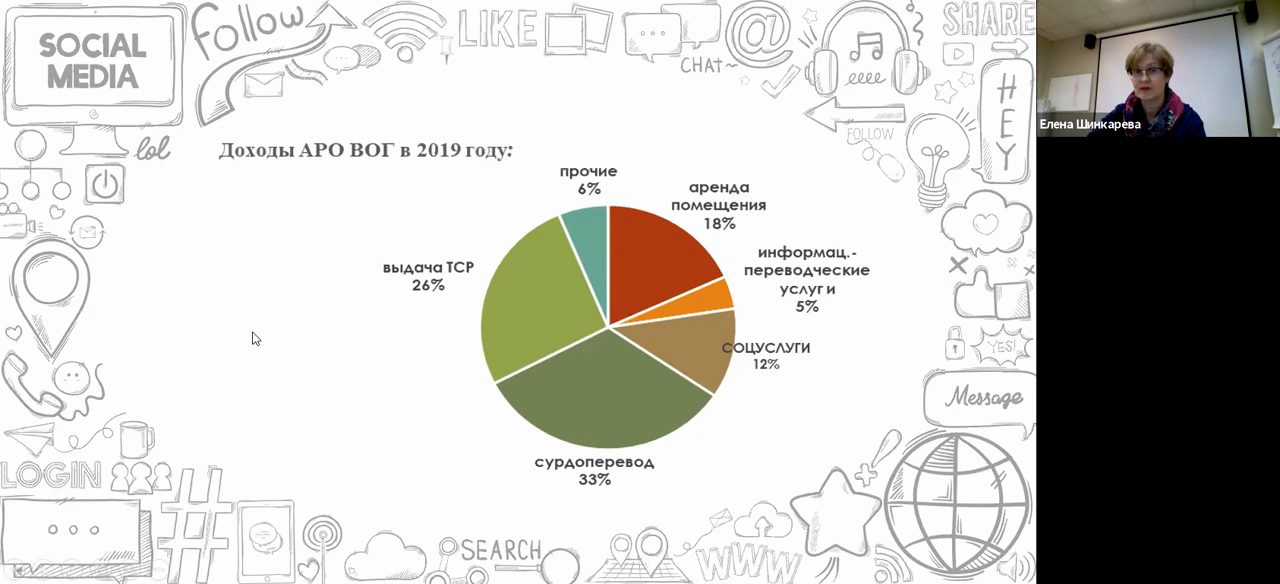 SOCIAL
MEDIA
Follow
LIKE
CHAT~
@
SHARE
HEY
FOLLOW
lol
Елена Шинкарева
Доходы АРО ВОГ в 2019 году:
прочие
6%
аренда
помещения
18%
информац.-
переводческие
услуг и
5%
выдача ТСР
26%
СОЦУСЛУГИ
12%
сурдоперевод
33%
YES!
Message
LOGIN
#
SEARCH
WWW